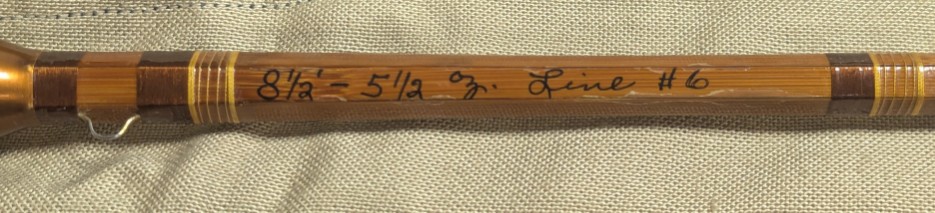 8½' - 5½ oz. Line #6